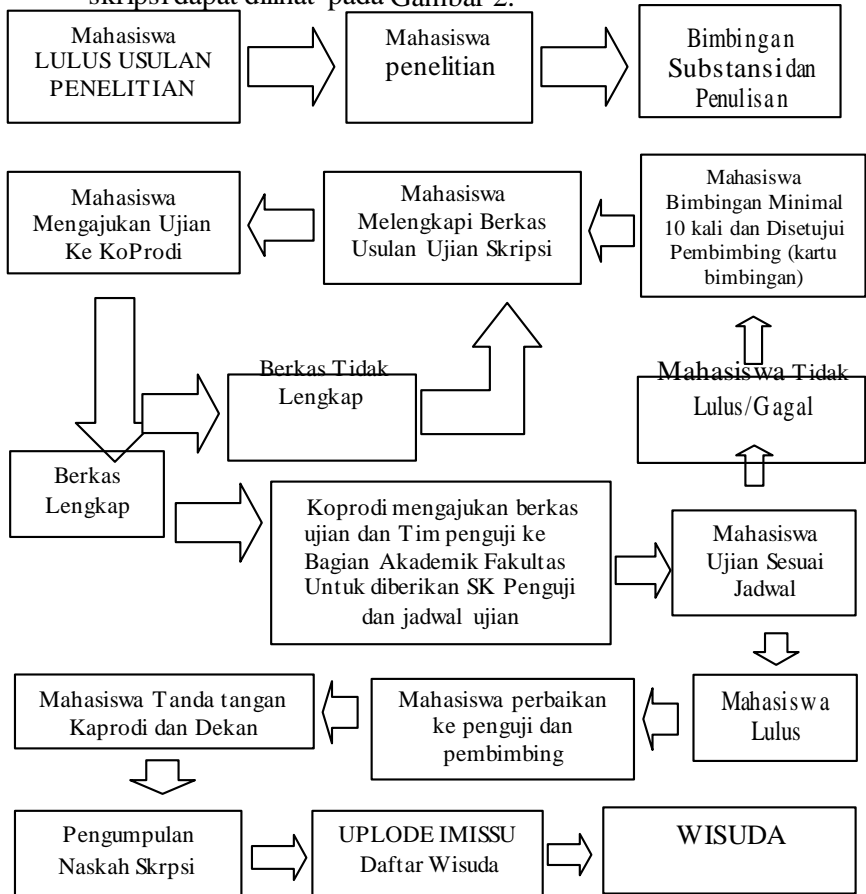 skripsi dapat dilihat pada Gambar 2.
Mahasiswa
LULUS USULAN
PENELITIAN
Mahasiswa
penelitian
Bimbingan
Substansi dan
Penulisan
Mahasiswa
Bimbingan Minimal
10 kali dan Disetujui
Pembimbing (kartu
bimbingan)
Mahasiswa
Melengkapi Berkas
Usulan Ujian Skripsi
Mahasiswa
Mengajukan Ujian
Ke KoProdi
Berkas Tidak
Lengkap
Mahasiswa Tidak
Lulus/Gagal
Berkas
Lengkap
Koprodi mengajukan berkas
ujian dan Tim penguji ke
Bagian Akademik Fakultas
Untuk diberikan SK Penguji
dan jadwal ujian
Mahasiswa
Ujian Sesuai
Jadwal
Mahasiswa
Lulus
Mahasiswa perbaikan
ke penguji dan
pembimbing
Mahasiswa Tanda tangan
Kaprodi dan Dekan
Pengumpulan
Naskah Skrpsi
UPLODE IMISSU
Daftar Wisuda
WISUDA